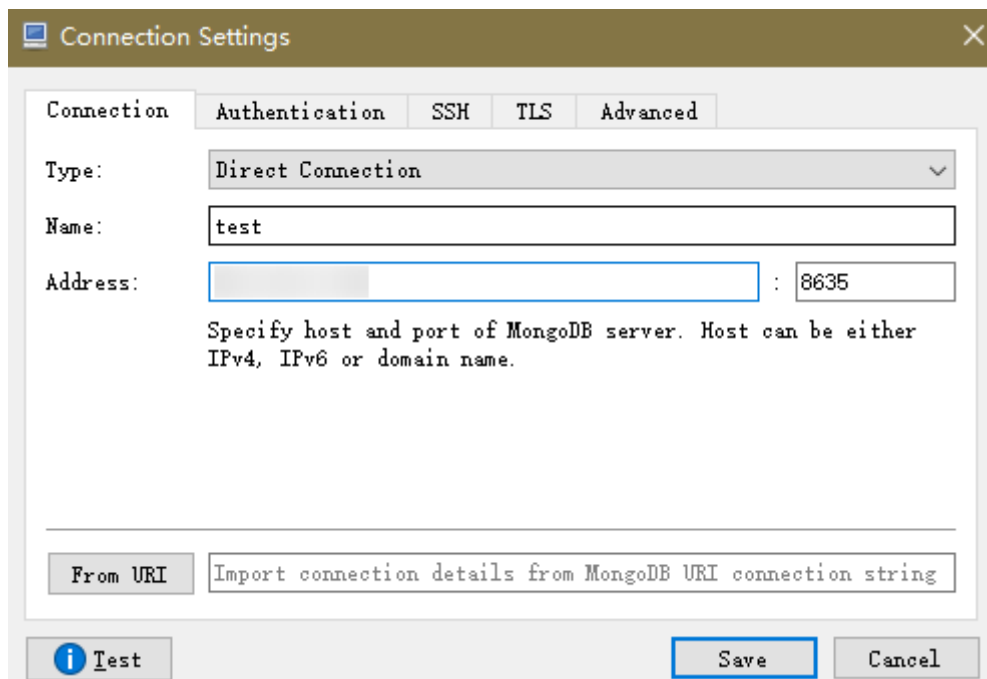 Connection Settings
Connection Authentication SSH TLS Advanced
Type: Direct Connection
Name: test
Address: : 8635
Specify host and port of MongoDB server. Host can be either
IPv4, IPv6 or domain name.
From URI Import connection details from MongoDB URI connection string
Test Save Cancel